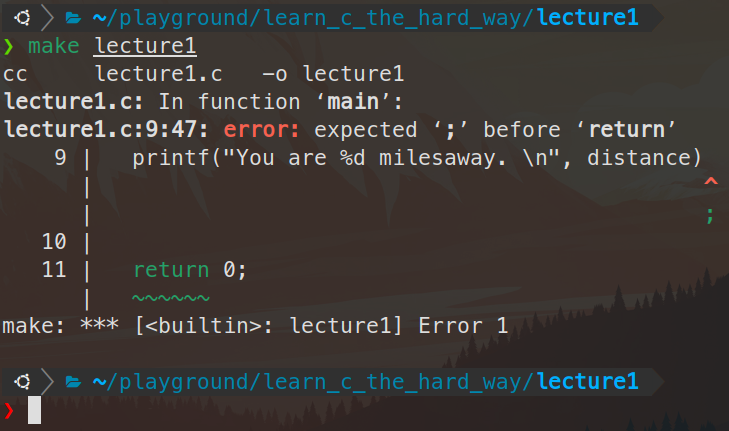 ~/playground/learn_c_the_hard_way/lecture1
❯ make lecture1
cc      lecture1.c   -o lecture1
lecture1.c: In function ‘main’:
lecture1.c:9:47: error: expected ‘;’ before ‘return’
    9 |   printf("You are %d milesaway. \n", distance)
      |                                               ^
      |                                               ;
   10 |
   11 |   return 0;
      |   ~~~~~~
make: *** [<builtin>: lecture1] Error 1
~/playground/learn_c_the_hard_way/lecture1
❯